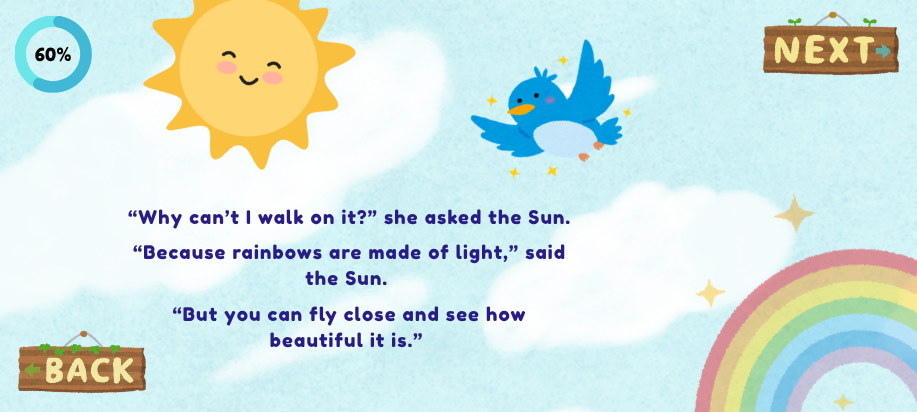 60%
NEXT
“Why can’t I walk on it?” she asked the Sun.
“Because rainbows are made of light,” said
the Sun.
“But you can fly close and see how
beautiful it is.”
BACK